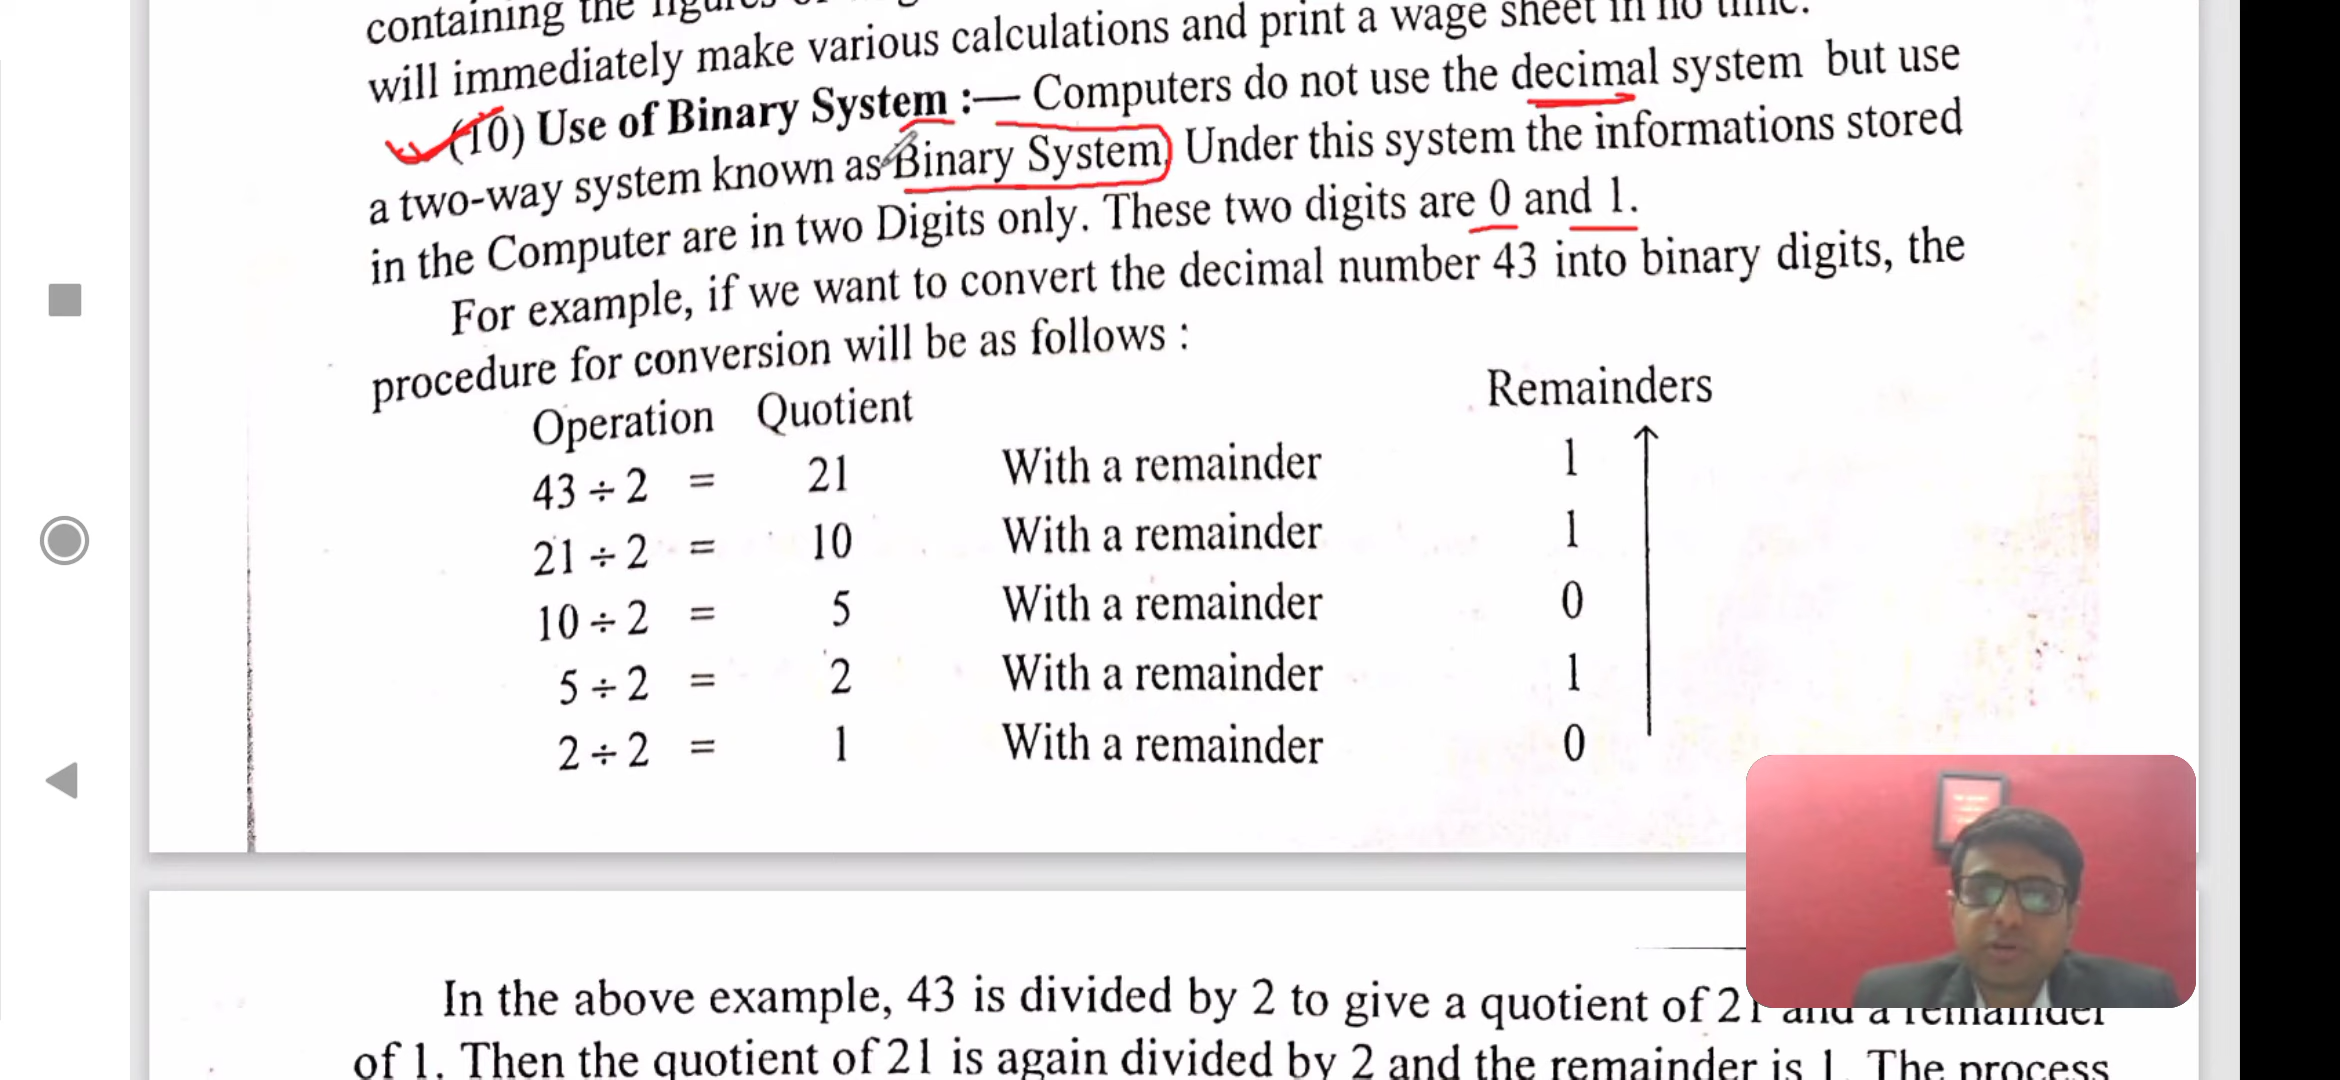 containing the
will immediately make various calculations and print a wage sheet in no time.
(10) Use of Binary System :— Computers do not use the decimal system but use
a two-way system known as Binary System. Under this system the informations stored
in the Computer are in two Digits only. These two digits are 0 and 1.
For example, if we want to convert the decimal number 43 into binary digits, the
procedure for conversion will be as follows :
Operation Quotient Remainders
43 ÷ 2 = 21 With a remainder 1
21 ÷ 2 = 10 With a remainder 1
10 ÷ 2 = 5 With a remainder 0
5 ÷ 2 = 2 With a remainder 1
2 ÷ 2 = 1 With a remainder 0
In the above example, 43 is divided by 2 to give a quotient of 21 and a remainder
of 1. Then the quotient of 21 is again divided by 2 and the remainder is 1. The process